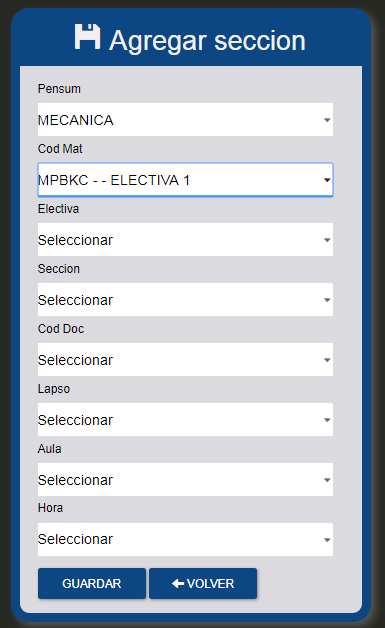 Agregar seccion
Pensum
MECANICA
Cod Mat
MPBKC - - ELECTIVA 1
Electiva
Seleccionar
Seccion
Seleccionar
Cod Doc
Seleccionar
Lapso
Seleccionar
Aula
Seleccionar
Hora
Seleccionar
GUARDAR VOLVER